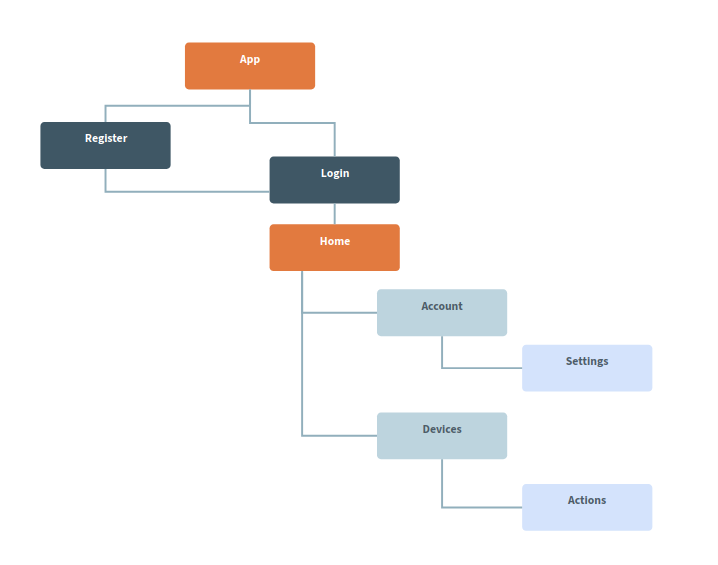 App
Register
Login
Home
Account
Settings
Devices
Actions